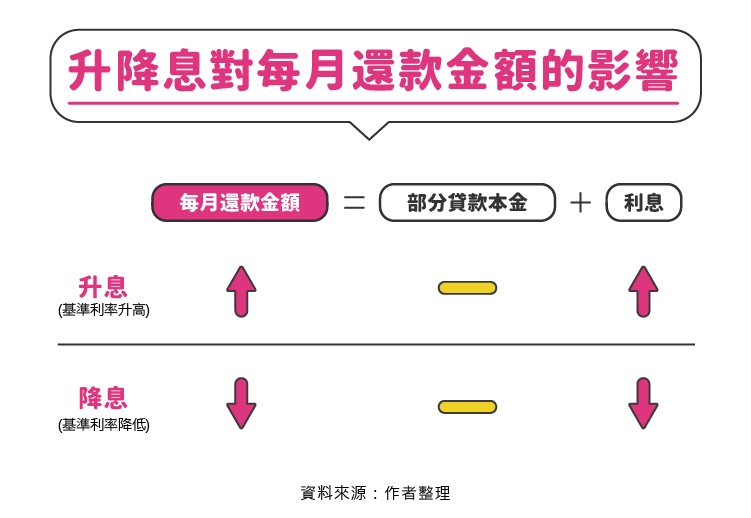 升降息對每月還款金額的影響
每月還款金額 = 部分貸款本金 + 利息
升息
(基準利率升高)
降息
(基準利率降低)
資料來源：作者整理